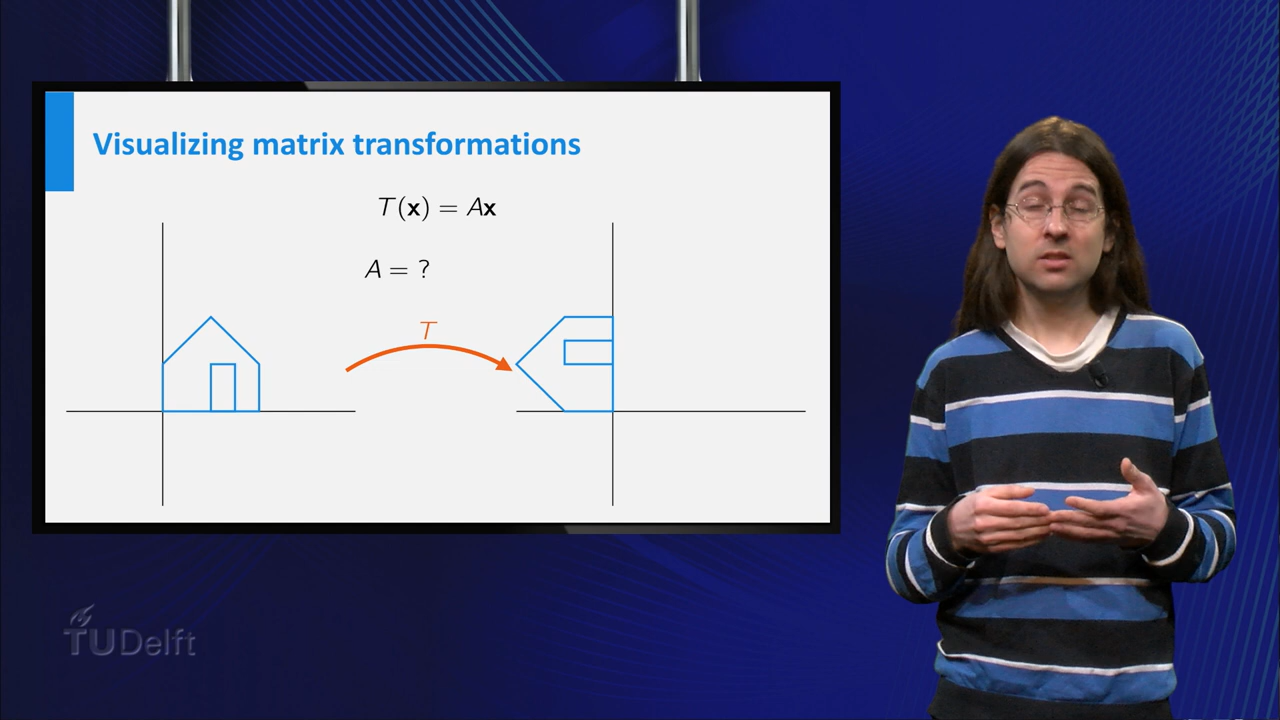 Visualizing matrix transformations
T(x) = Ax
A = ?
T
TUDelft